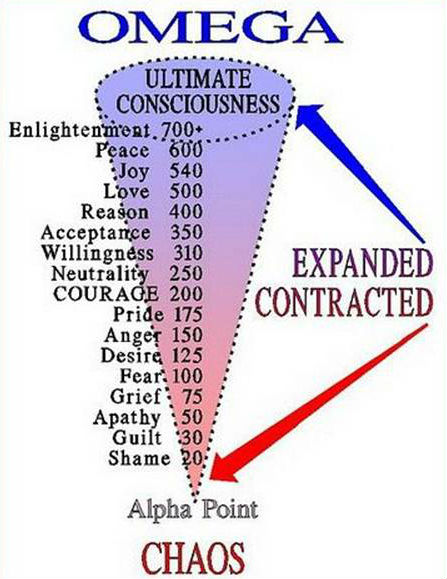 OMEGA
ULTIMATE
CONSCIOUSNESS
Enlightenment 700+
Peace 600
Joy 540
Love 500
Reason 400
Acceptance 350
Willingness 310
Neutrality 250
COURAGE 200
Pride 175
Anger 150
Desire 125
Fear 100
Grief 75
Apathy 50
Guilt 30
Shame 20
EXPANDED
CONTRACTED
Alpha Point
CHAOS